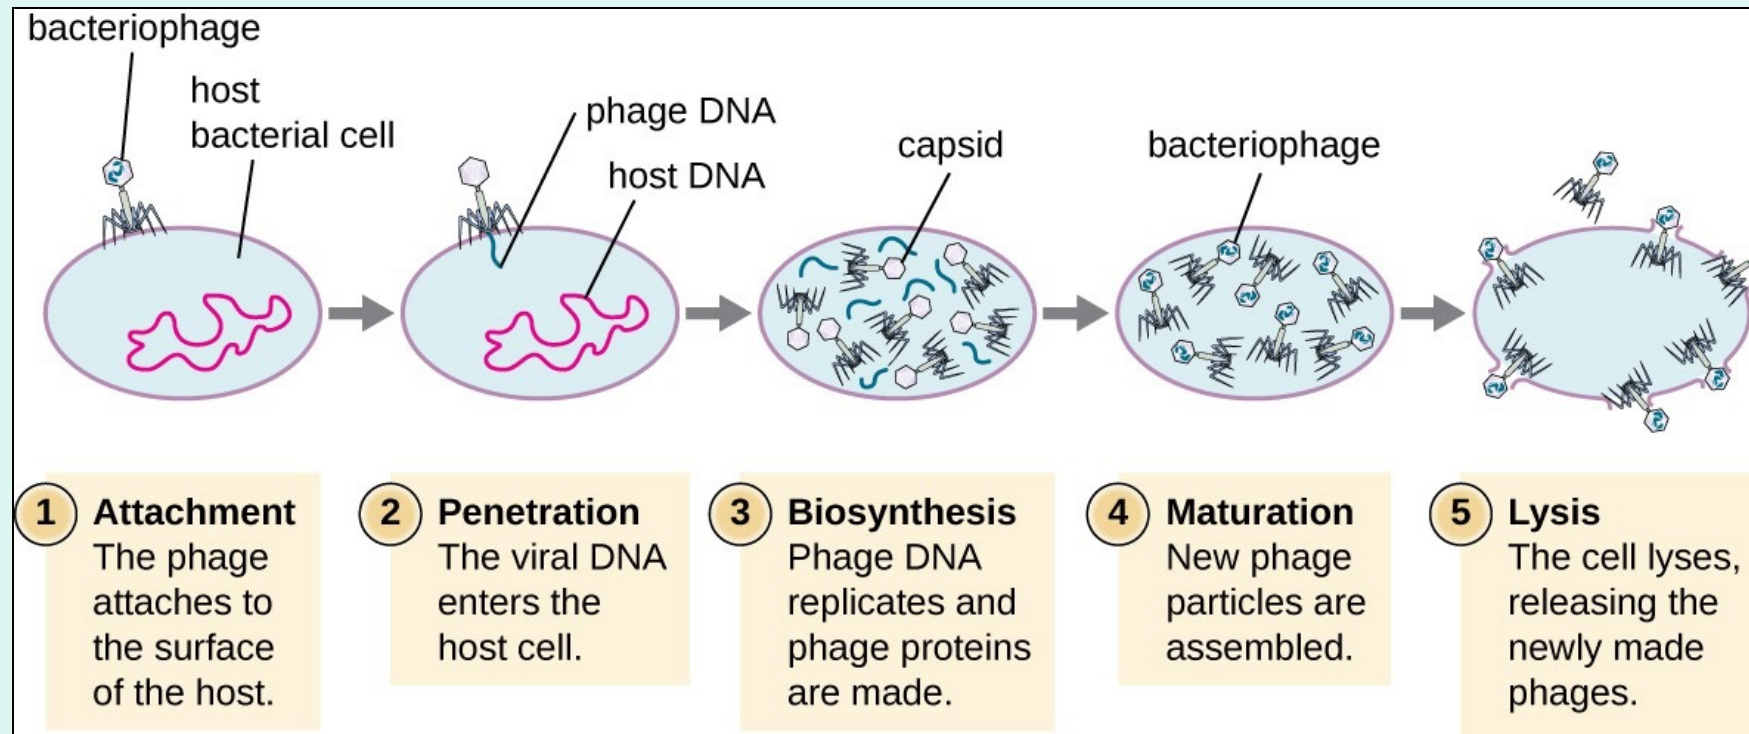 bacteriophage
host
bacterial cell
phage DNA
host DNA
capsid
bacteriophage
1 Attachment
The phage
attaches to
the surface
of the host.
2 Penetration
The viral DNA
enters the
host cell.
3 Biosynthesis
Phage DNA
replicates and
phage proteins
are made.
4 Maturation
New phage
particles are
assembled.
5 Lysis
The cell lyses,
releasing the
newly made
phages.